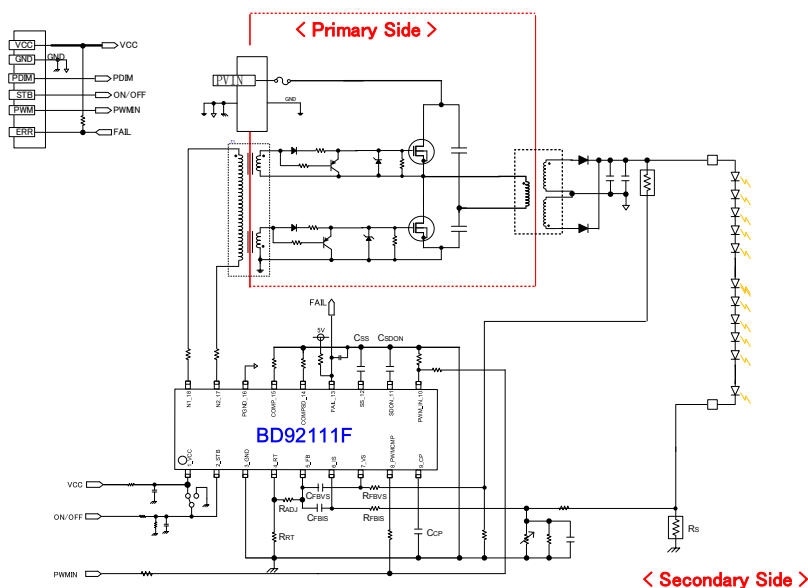 < Primary Side >
VCC
GND
PDIM
STB
PWM
ERR
GND
VCC
PDIM
ON/OFF
PWMIN
FAIL
PVIN
GND
FAIL
5V
CSS
CSDON
N1_18
N2_17
PGND_16
COMP_15
COMPSD_14
FAIL_13
SS_12
SDON_11
PWM_IN_10
BD92111F
1_VCC
2_STB
3_GND
4_RT
5_FB
6_IS
7_VS
8_PWMCMP
9_CP
VCC
ON/OFF
PWMIN
RADJ
RRT
CFBVS
CFBIS
RFBVS
RFBIS
CCP
RS
< Secondary Side >